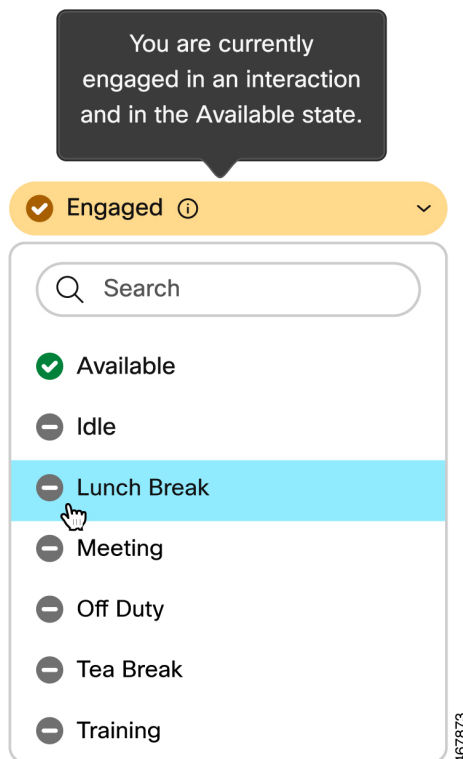 You are currently
engaged in an interaction
and in the Available state.
Engaged
Search
Available
Idle
Lunch Break
Meeting
Off Duty
Tea Break
Training
467873